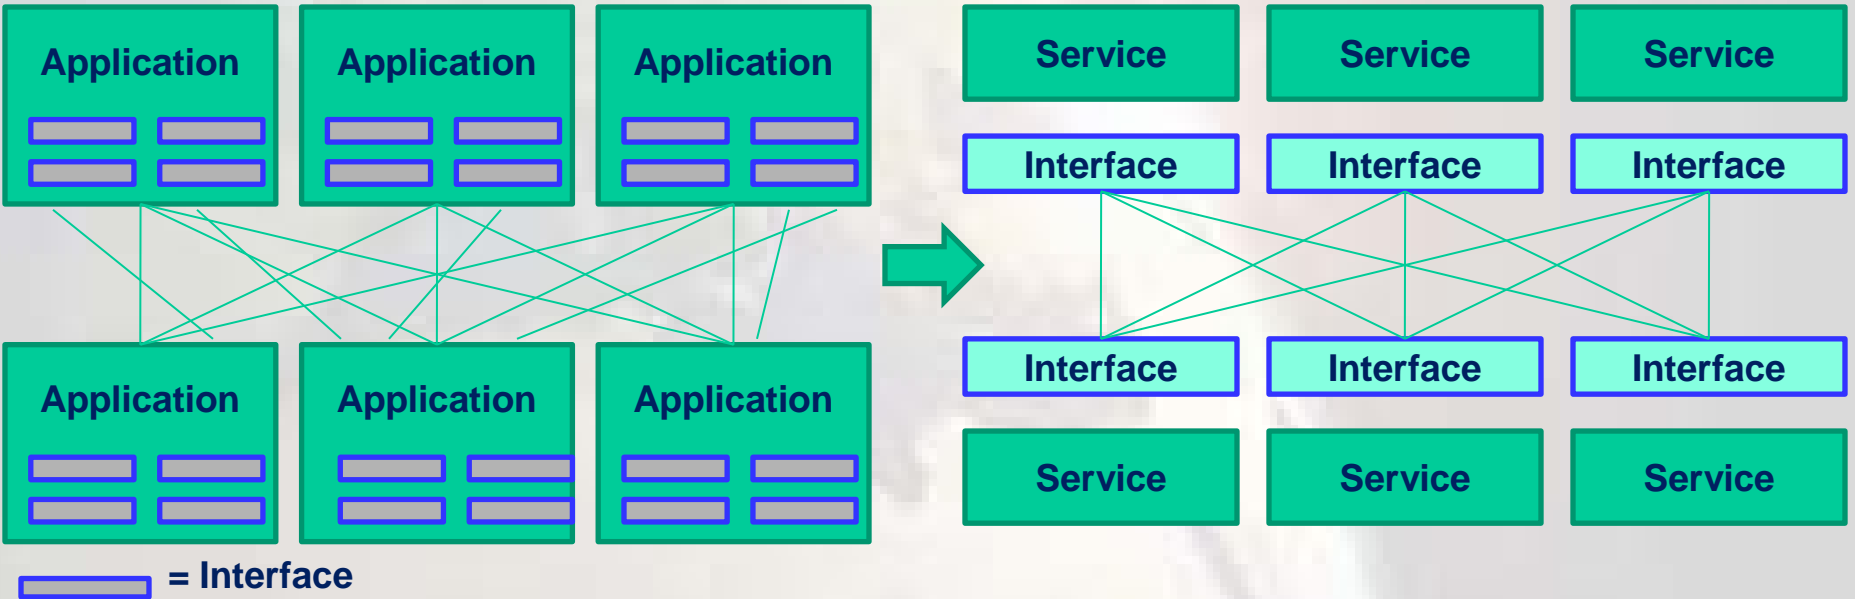 Application Application Application
Service Service Service
Interface Interface Interface
Interface Interface Interface
Application Application Application
Service Service Service
= Interface